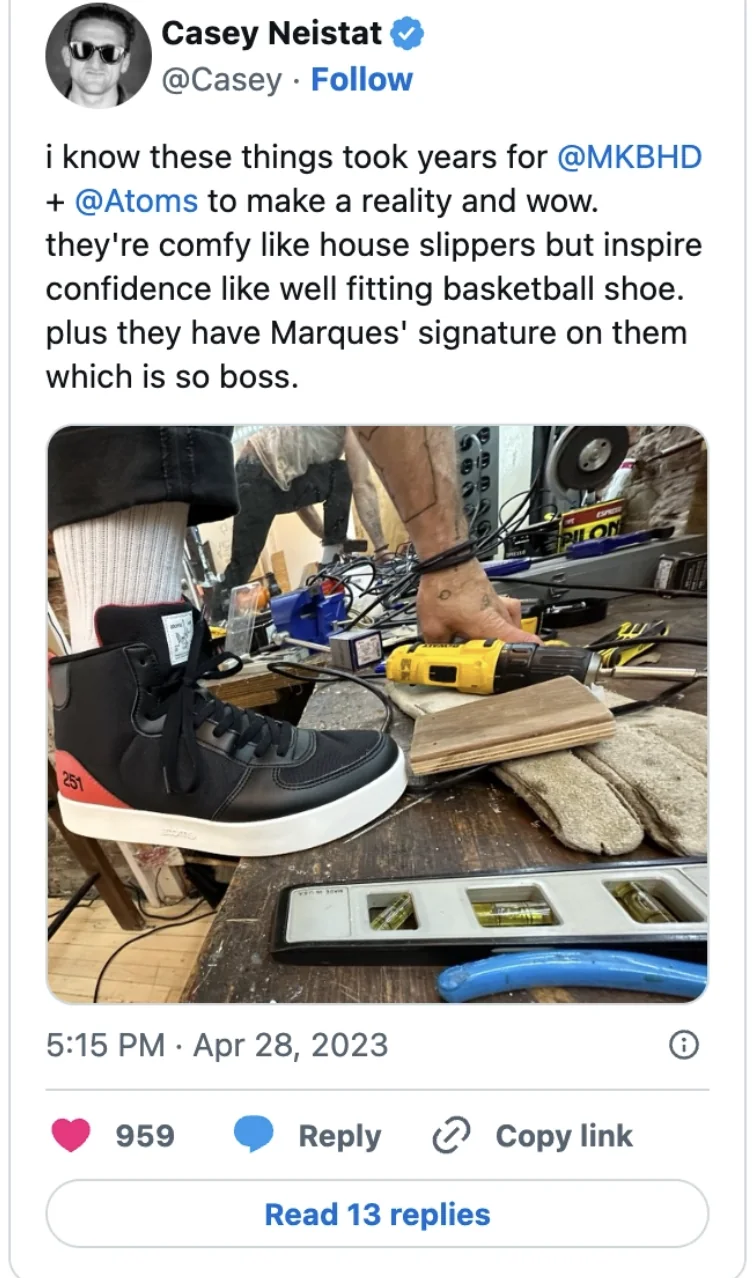 Casey Neistat
@Casey · Follow
i know these things took years for @MKBHD
+ @Atoms to make a reality and wow.
they're comfy like house slippers but inspire
confidence like well fitting basketball shoe.
plus they have Marques' signature on them
which is so boss.
ESPRESSO
PILON
251
MADE IN U.S.A.
5:15 PM · Apr 28, 2023
959 Reply Copy link
Read 13 replies